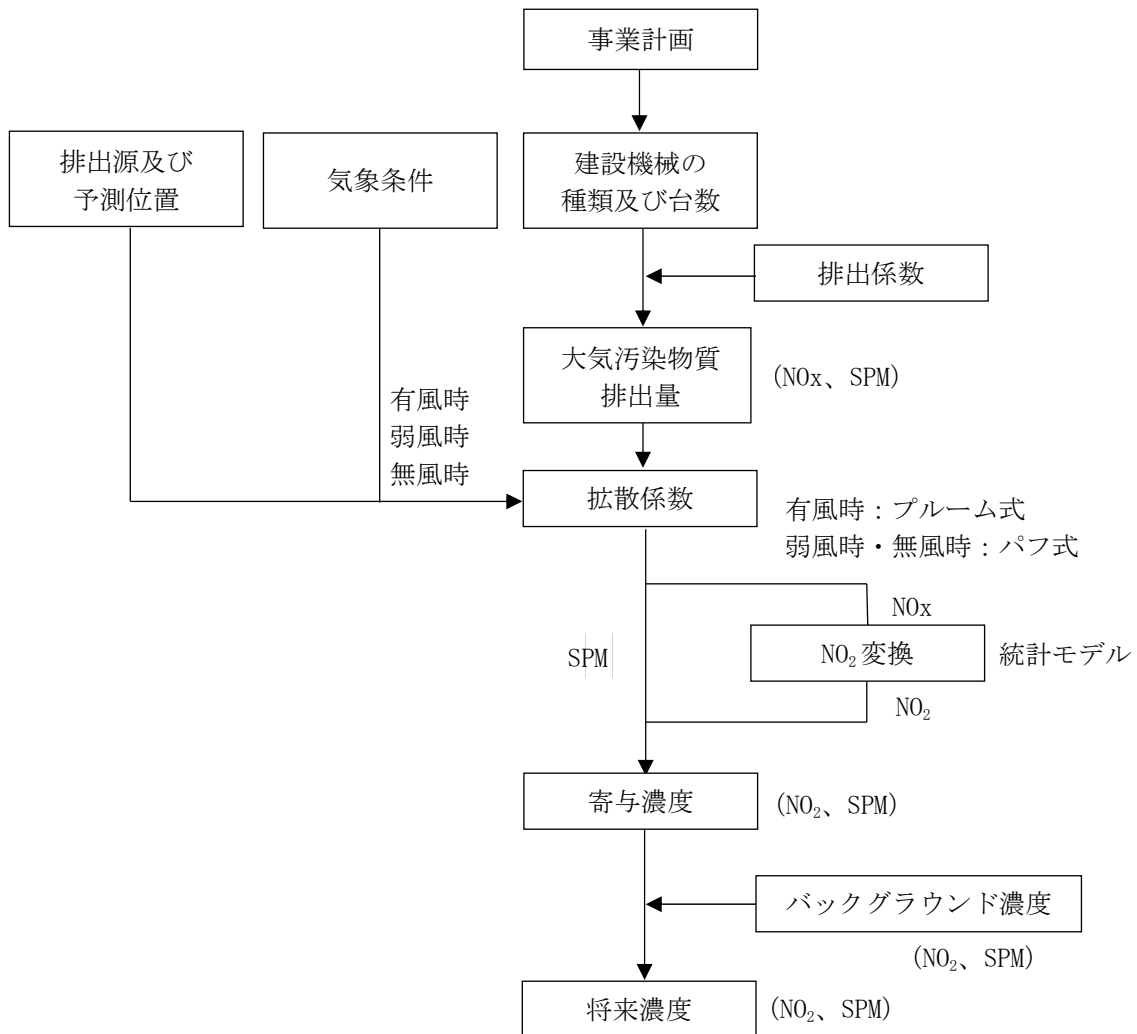 事業計画
排出源及び
予測位置
気象条件
建設機械の
種類及び台数
排出係数
大気汚染物質
排出量
(NOx、SPM)
有風時
弱風時
無風時
拡散係数
有風時：プルーム式
弱風時・無風時：パフ式
NOx
SPM
NO₂変換
統計モデル
NO₂
寄与濃度
(NO₂、SPM)
バックグラウンド濃度
(NO₂、SPM)
将来濃度
(NO₂、SPM)